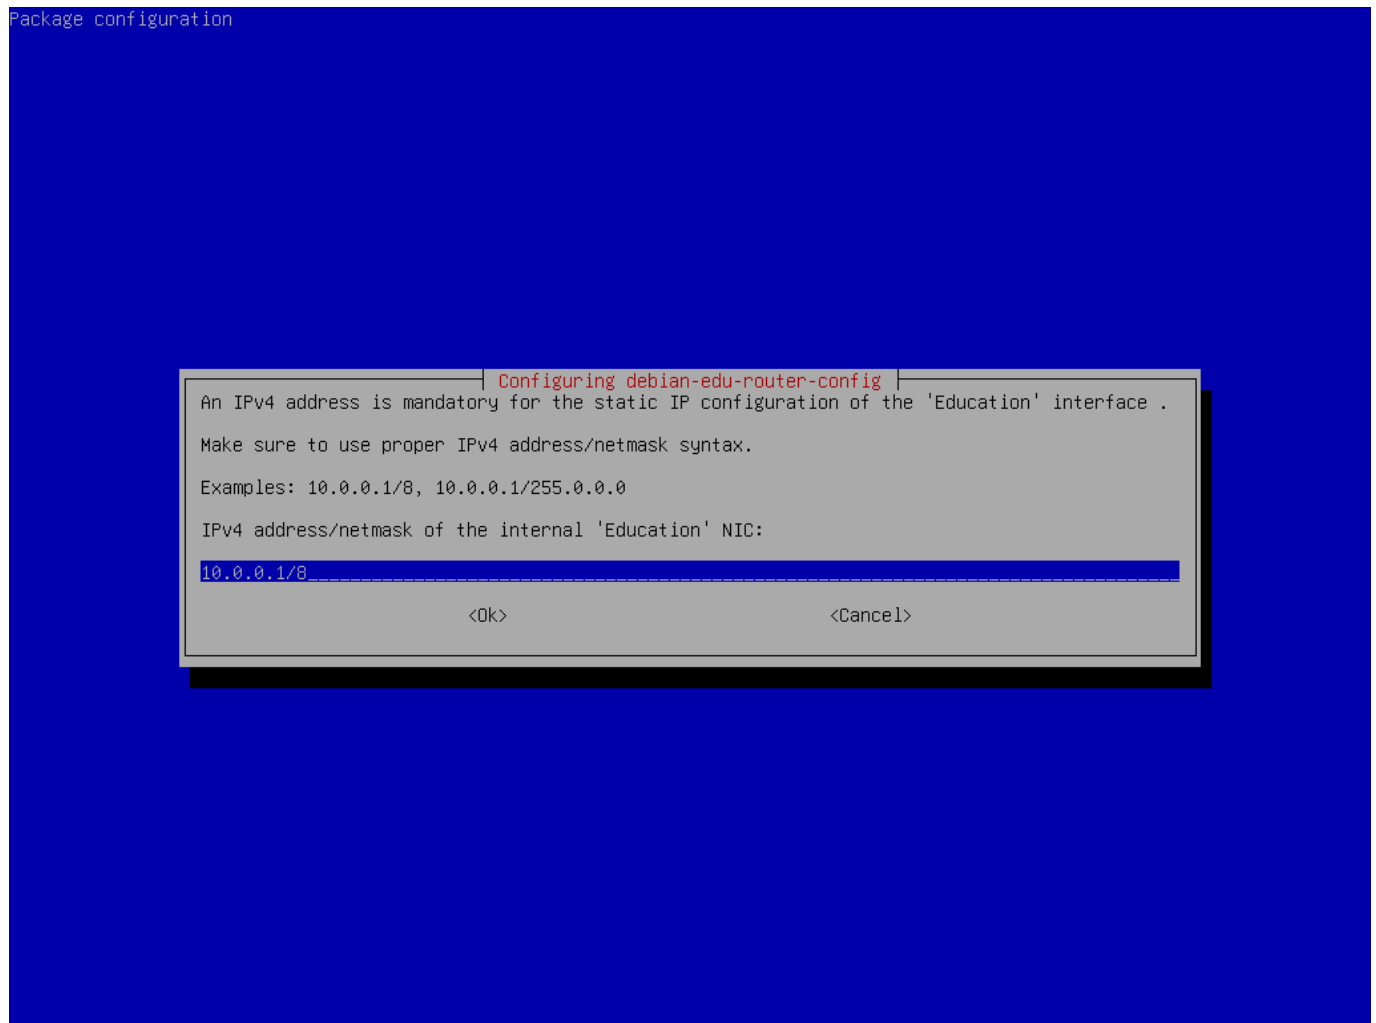 Package configuration
Configuring debian-edu-router-config
An IPv4 address is mandatory for the static IP configuration of the 'Education' interface .
Make sure to use proper IPv4 address/netmask syntax.
Examples: 10.0.0.1/8, 10.0.0.1/255.0.0.0
IPv4 address/netmask of the internal 'Education' NIC:
10.0.0.1/8
<Ok> <Cancel>